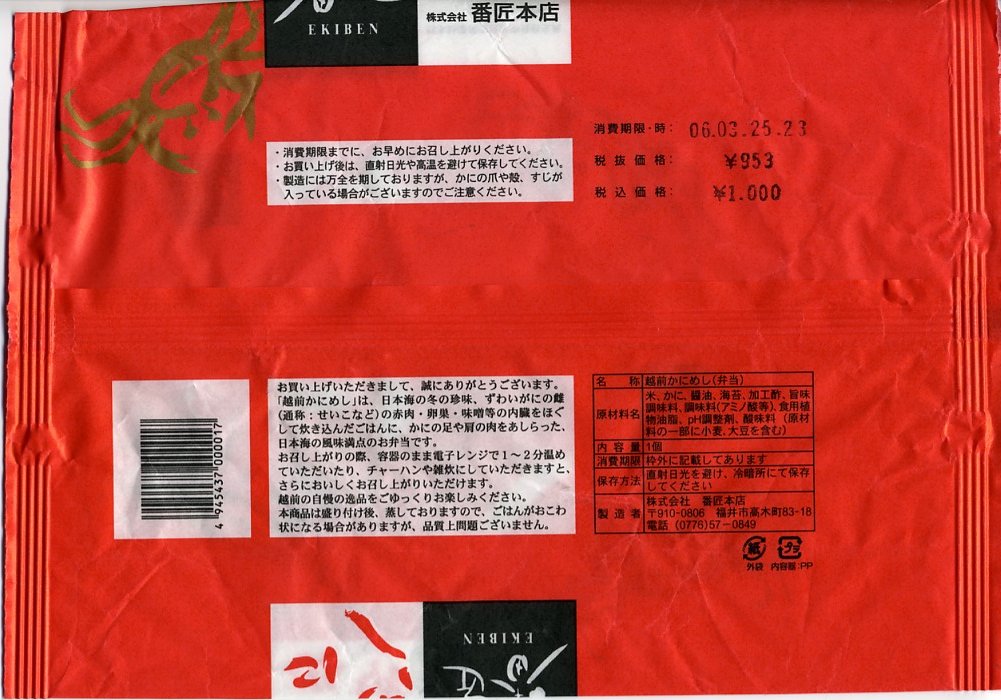 EKIBEN
株式会社 番匠本店
・消費期限までに、お早めにお召し上がりください。
・お買い上げ後は、直射日光や高温を避けて保存してください。
・製造には万全を期しておりますが、かにの爪や殻、すじが
入っている場合がございますのでご注意ください。
消費期限・時： 06.03.25.23
税抜価格： ¥953
税込価格： ¥1.000
4 945437 000017
お買い上げいただきまして、誠にありがとうございます。
「越前かにめし」は、日本海の冬の珍味、ずわいがにの雌
(通称：せいこなど)の赤肉・卵巣・味噌等の内臓をほぐ
して炊き込んだごはんに、かにの足や肩の肉をあしらった、
日本海の風味満点のお弁当です。
お召し上がりの際、容器のまま電子レンジで1～2分温め
ていただいたり、チャーハンや雑炊にしていただきますと、
さらにおいしくお召し上がりいただけます。
越前の自慢の逸品をごゆっくりお楽しみください。
本商品は盛り付け後、蒸しておりますので、ごはんがおこわ
状になる場合がありますが、品質上問題ございません。
名称 越前かにめし(弁当)
原材料名 米、かに、醤油、海苔、加工酢、旨味
調味料、調味料(アミノ酸等)、食用植
物油脂、pH調整剤、酸味料（原材
料の一部に小麦、大豆を含む）
内容量 1個
消費期限 枠外に記載してあります
保存方法 直射日光を避け、冷暗所にて保存
してください
製造者 株式会社 番匠本店
〒910-0806 福井市高木町83-18
電話 (0776)57-0849
紙 プラ
外袋 内容器：PP
EKIBEN